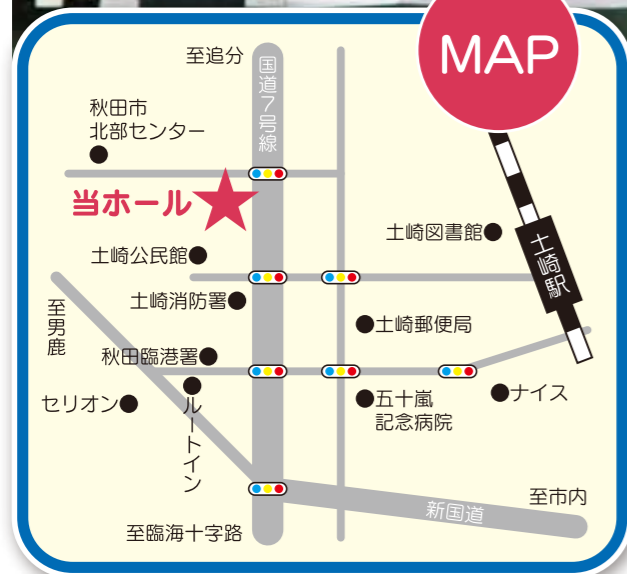 MAP
至追分
国道7号線
秋田市
北部センター
当ホール
土崎図書館
土崎駅
土崎公民館
土崎消防署
至男鹿
土崎郵便局
秋田臨港署
ナイス
セリオン
ルートイン
五十嵐
記念病院
至市内
新国道
至臨海十字路